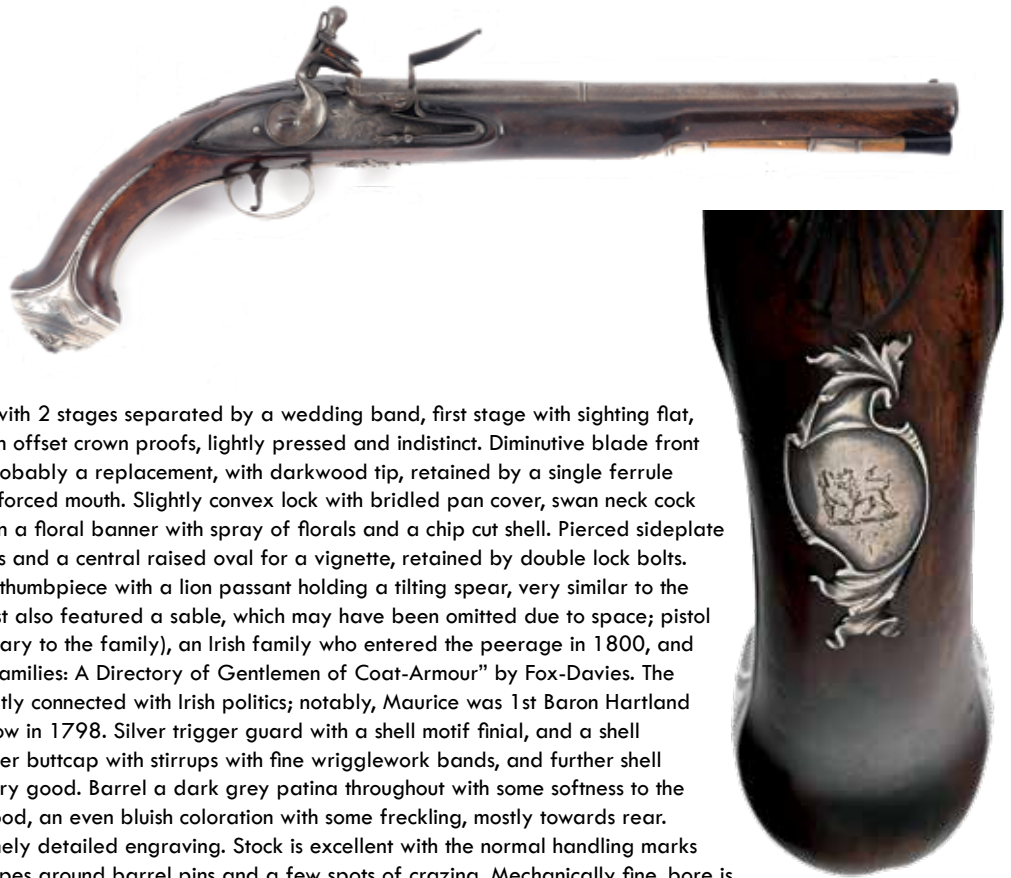 with 2 stages separated by a wedding band, first stage with sighting flat,
offset crown proofs, lightly pressed and indistinct. Diminutive blade front
obably a replacement, with darkwood tip, retained by a single ferrule
forced mouth. Slightly convex lock with bridled pan cover, swan neck cock
n a floral banner with spray of florals and a chip cut shell. Pierced sideplate
s and a central raised oval for a vignette, retained by double lock bolts.
thumbpiece with a lion passant holding a tilting spear, very similar to the
st also featured a sable, which may have been omitted due to space; pistol
ary to the family), an Irish family who entered the peerage in 1800, and
amilies: A Directory of Gentlemen of Coat-Armour” by Fox-Davies. The
tly connected with Irish politics; notably, Maurice was 1st Baron Hartland
ow in 1798. Silver trigger guard with a shell motif finial, and a shell
er buttcap with stirrups with fine wrigglework bands, and further shell
ry good. Barrel a dark grey patina throughout with some softness to the
ood, an even bluish coloration with some freckling, mostly towards rear.
nely detailed engraving. Stock is excellent with the normal handling marks
pes around barrel pins and a few spots of crazing. Mechanically fine, bore is